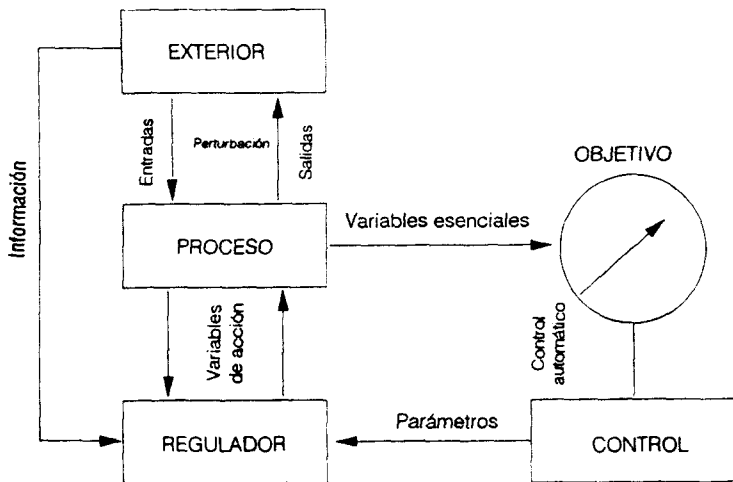 EXTERIOR
Información
Entradas
Perturbación
Salidas
OBJETIVO
PROCESO
Variables esenciales
Variables
de acción
Control
automático
REGULADOR
Parámetros
CONTROL